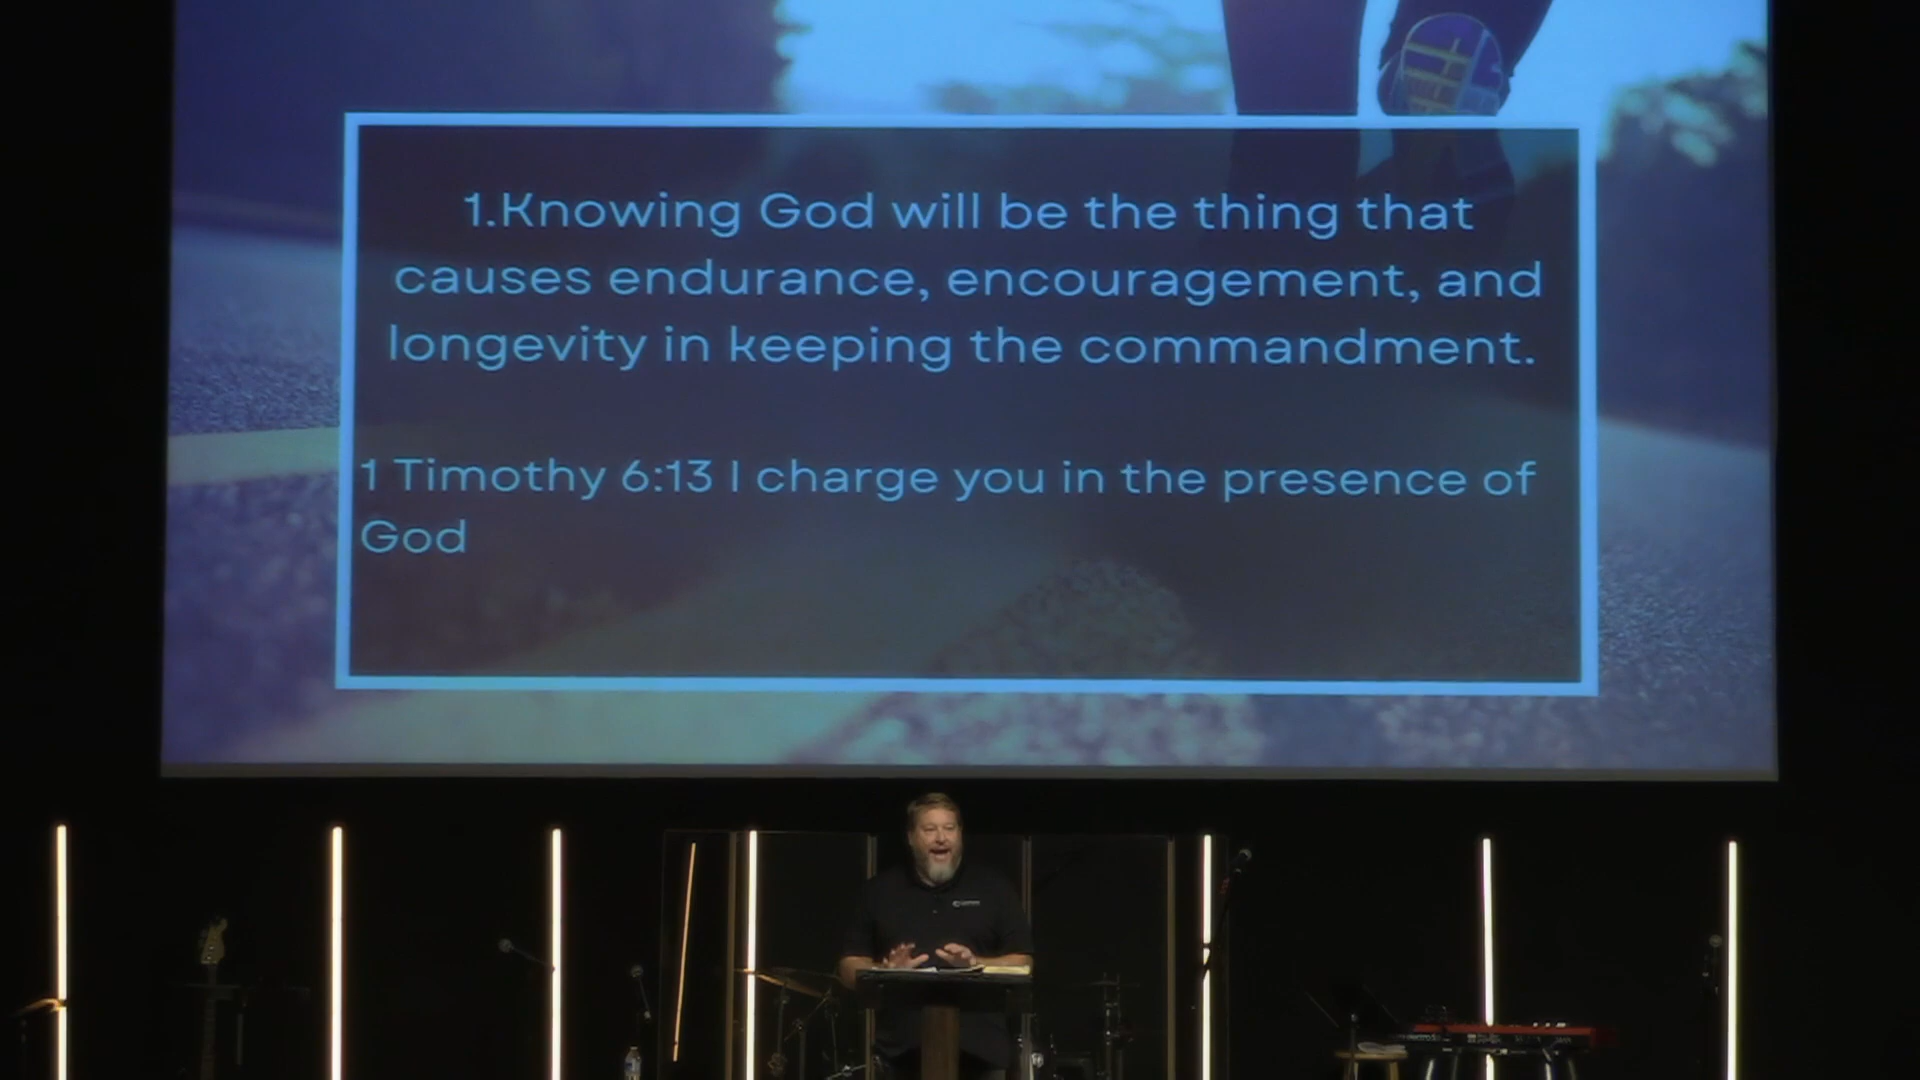 1.Knowing God will be the thing that
causes endurance, encouragement, and
longevity in keeping the commandment.
1 Timothy 6:13 I charge you in the presence of
God